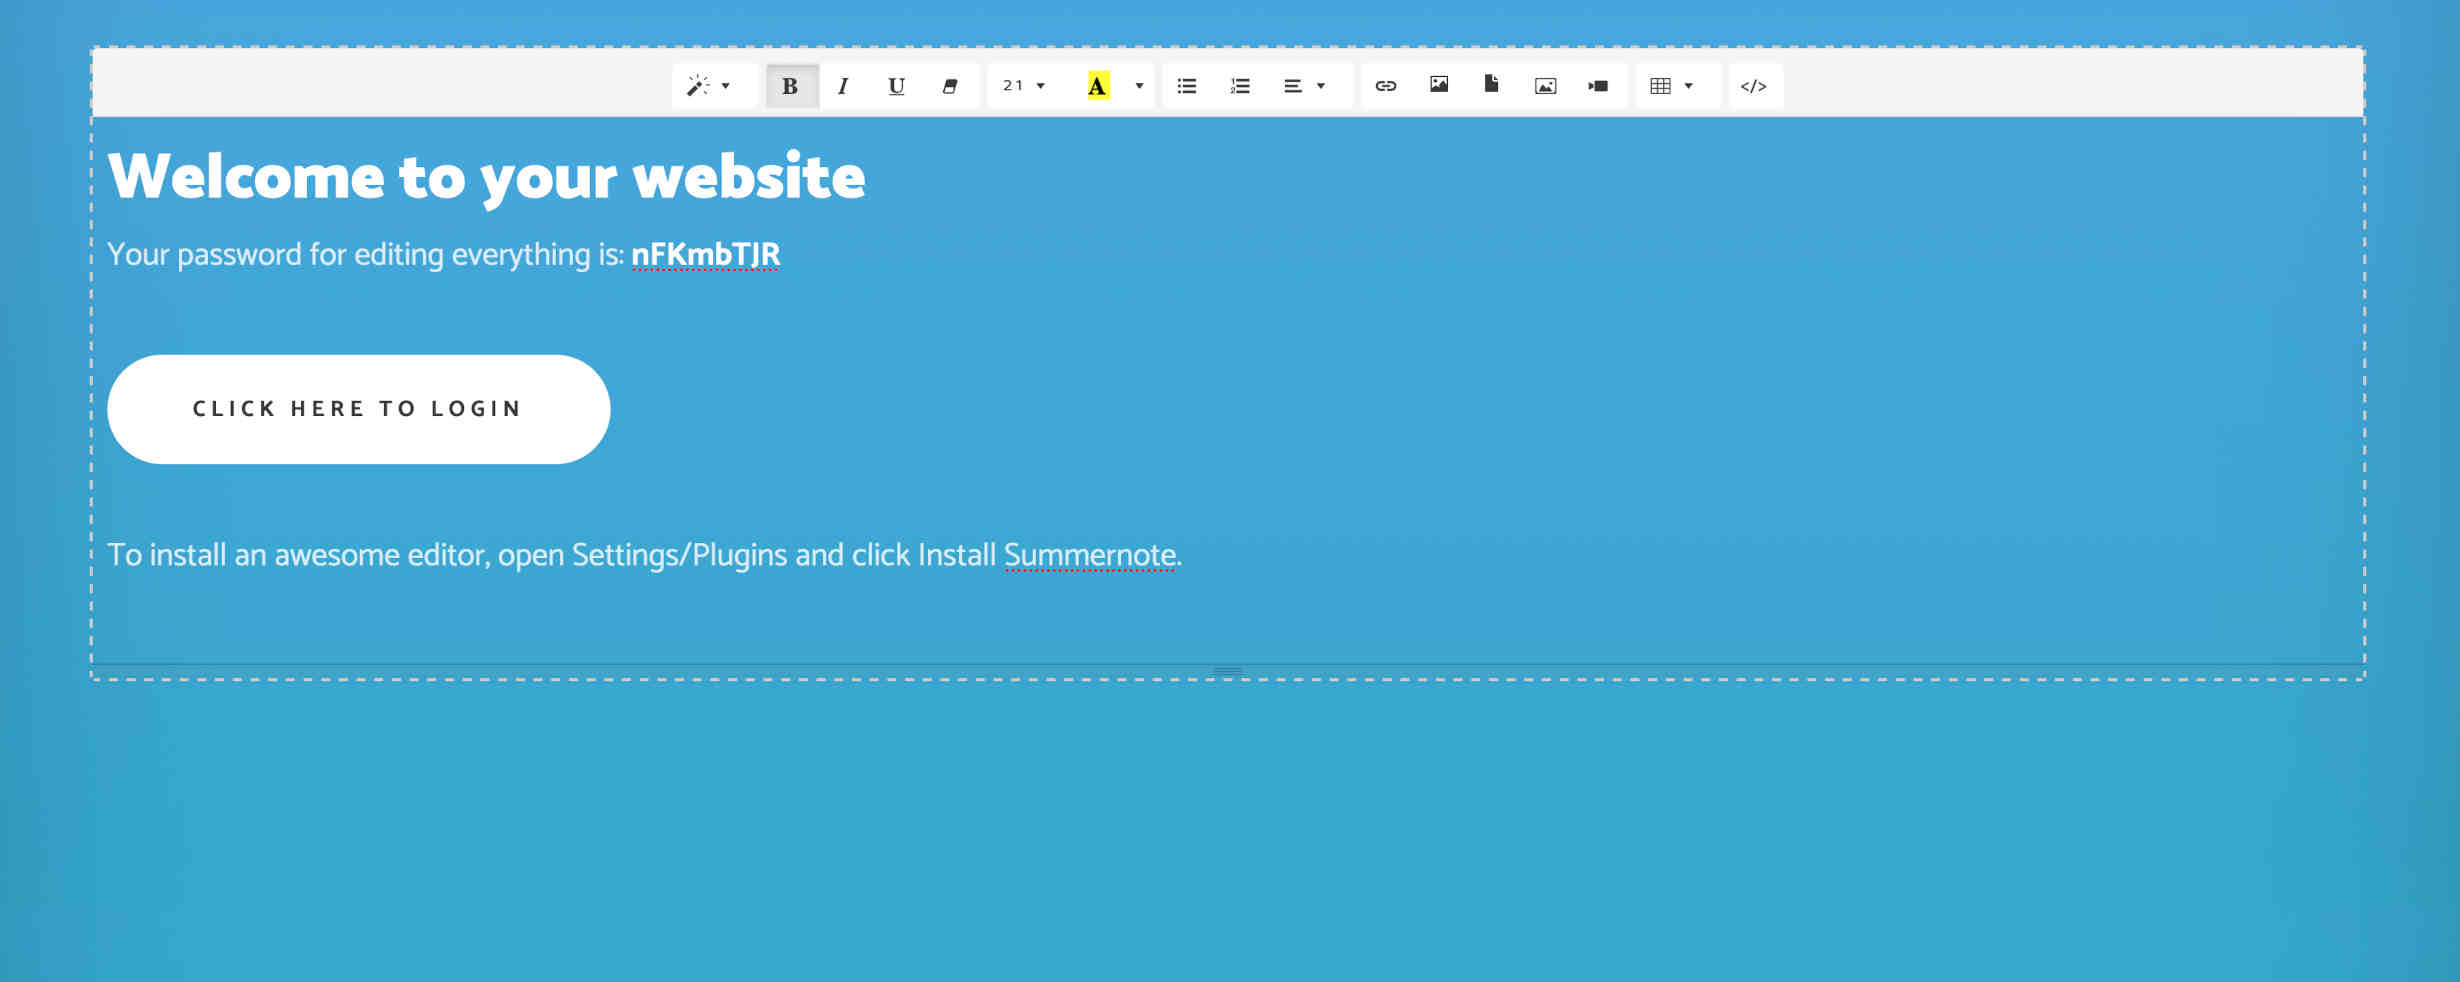 B I U 21 A </>
Welcome to your website
Your password for editing everything is: nFKmbTJR
CLICK HERE TO LOGIN
To install an awesome editor, open Settings/Plugins and click Install Summernote.